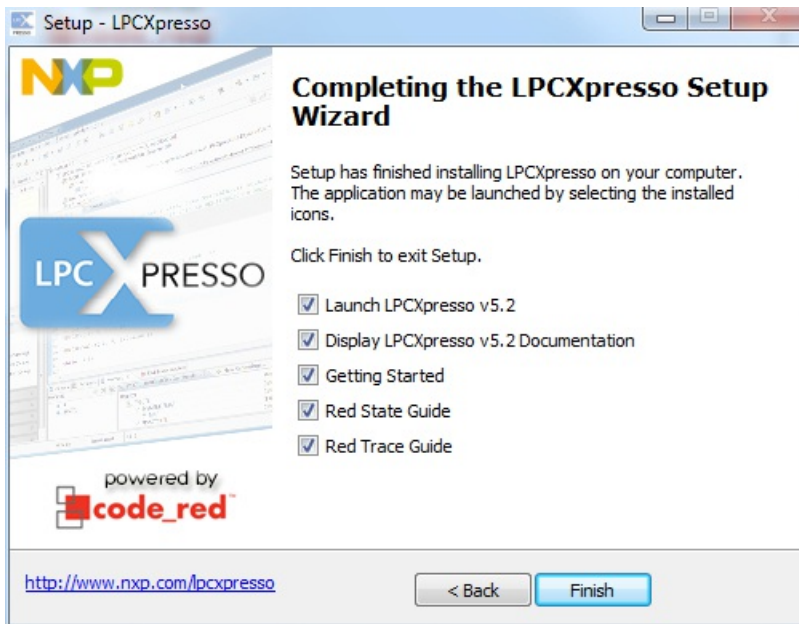 Setup - LPCXpresso
NXP
Completing the LPCXpresso Setup
Wizard
Setup has finished installing LPCXpresso on your computer.
The application may be launched by selecting the installed
icons.
Click Finish to exit Setup.
LPCXPRESSO
Launch LPCXpresso v5.2
Display LPCXpresso v5.2 Documentation
Getting Started
Red State Guide
Red Trace Guide
powered by
code_red™
http://www.nxp.com/lpcxpresso
< Back
Finish